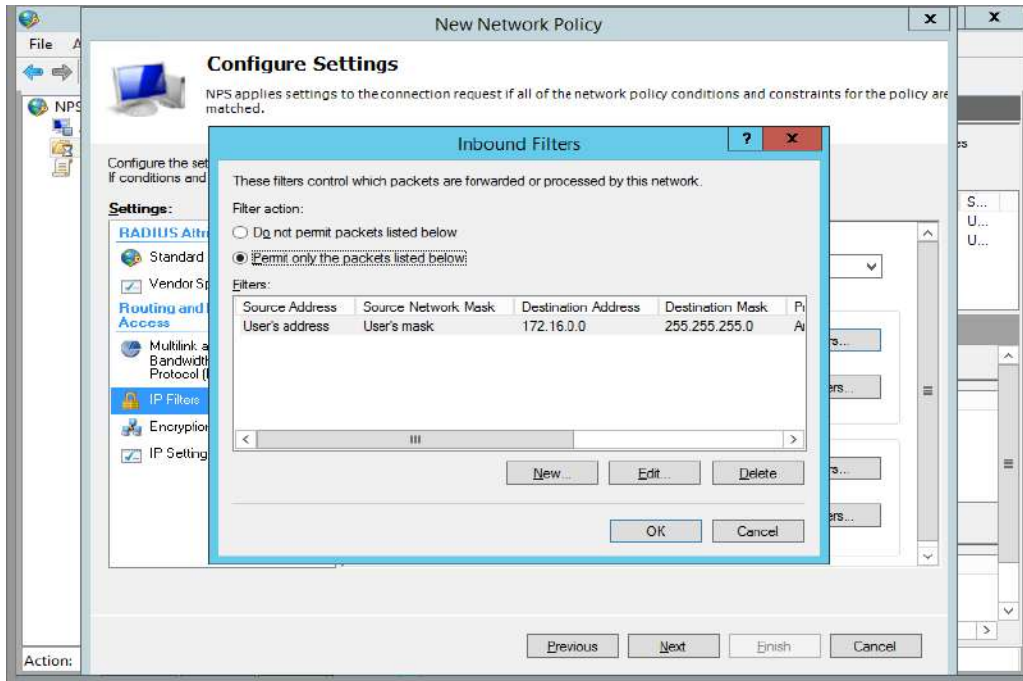 New Network Policy
File
Configure Settings
NPS applies settings to the connection request if all of the network policy conditions and constraints for the policy are
matched.
NPS
Inbound Filters
Configure the set
If conditions and
These filters control which packets are forwarded or processed by this network.
Settings:
Filter action:
RADIUS Attri
Do not permit packets listed below
Standard
Permit only the packets listed below
Vendor Sp
Filters:
Routing and
Access
Source Address Source Network Mask Destination Address Destination Mask
User's address User's mask 172.16.0.0 255.255.255.0
Multilink a
Bandwidth
Protocol (
IP Filters
Encryption
IP Setting
S...
U...
U...
rs...
ers...
New... Edit... Delete
rs...
OK Cancel
ers...
Previous Next Finish Cancel
Action: